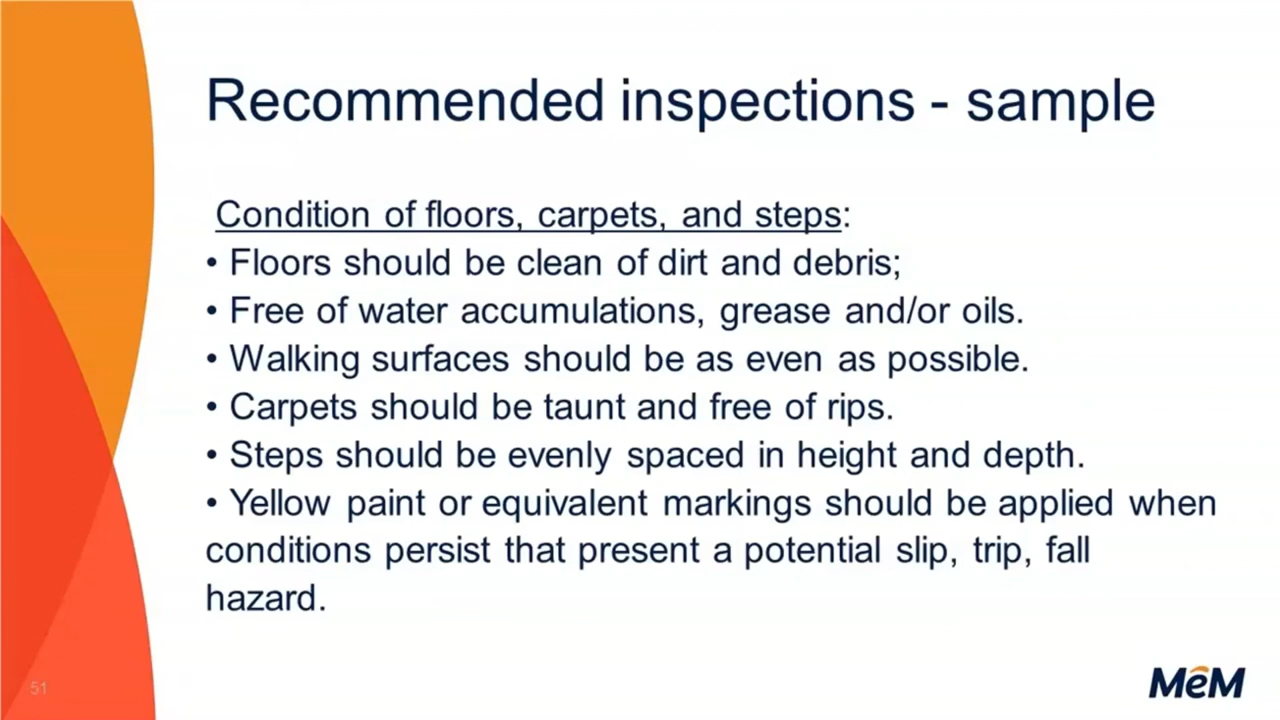 Recommended inspections - sample
Condition of floors, carpets, and steps:
• Floors should be clean of dirt and debris;
• Free of water accumulations, grease and/or oils.
• Walking surfaces should be as even as possible.
• Carpets should be taunt and free of rips.
• Steps should be evenly spaced in height and depth.
• Yellow paint or equivalent markings should be applied when
conditions persist that present a potential slip, trip, fall
hazard.
51
MeM